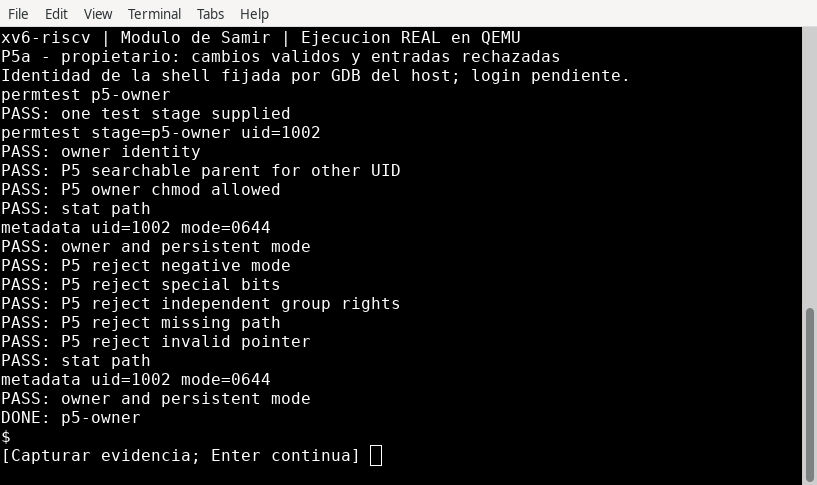 File Edit View Terminal Tabs Help
xv6-riscv | Modulo de Samir | Ejecucion REAL en QEMU
P5a - propietario: cambios validos y entradas rechazadas
Identidad de la shell fijada por GDB del host; login pendiente.
permtest p5-owner
PASS: one test stage supplied
permtest stage=p5-owner uid=1002
PASS: owner identity
PASS: P5 searchable parent for other UID
PASS: P5 owner chmod allowed
PASS: stat path
metadata uid=1002 mode=0644
PASS: owner and persistent mode
PASS: P5 reject negative mode
PASS: P5 reject special bits
PASS: P5 reject independent group rights
PASS: P5 reject missing path
PASS: P5 reject invalid pointer
PASS: stat path
metadata uid=1002 mode=0644
PASS: owner and persistent mode
DONE: p5-owner
$
[Capturar evidencia; Enter continua]